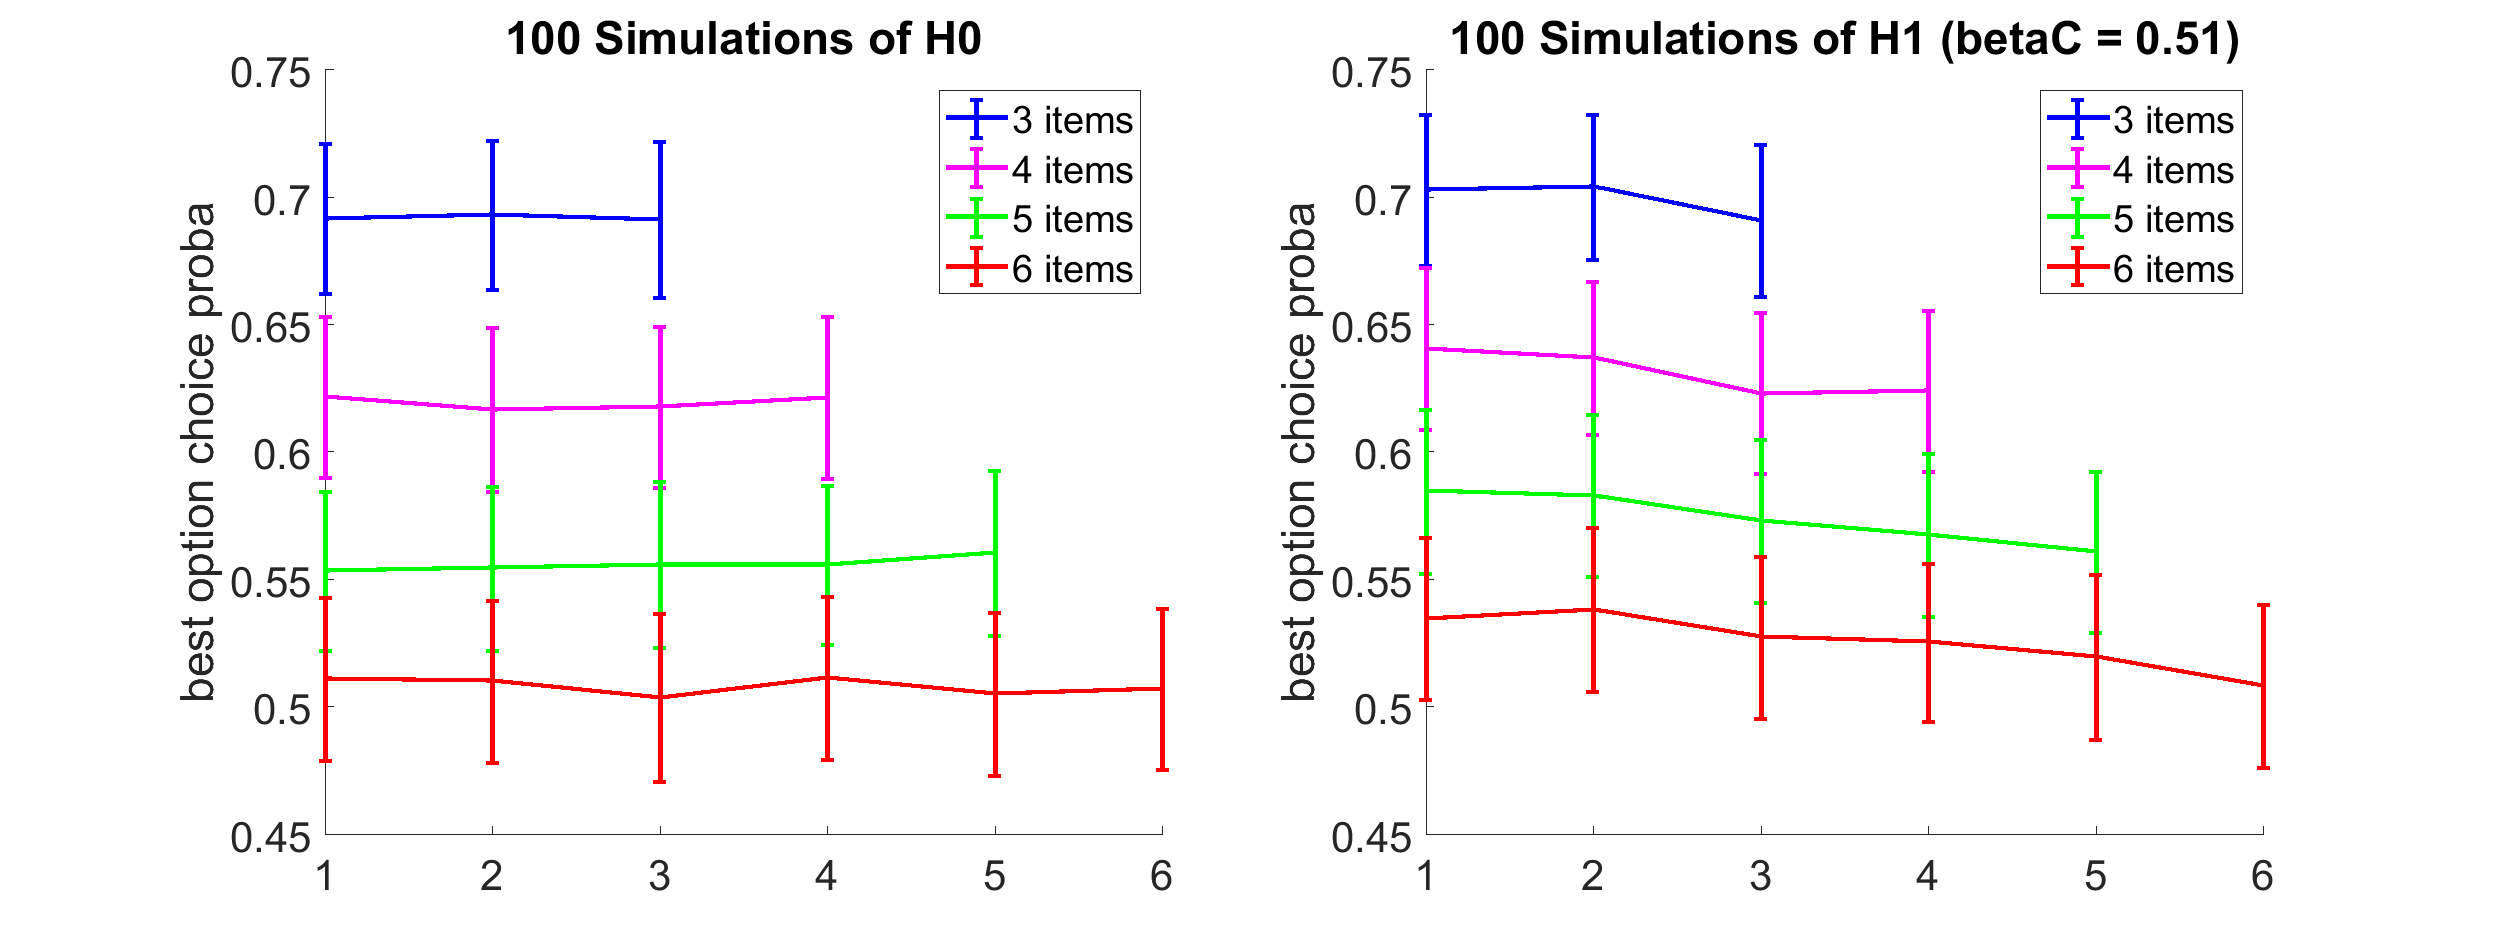 100 Simulations of H0
best option choice proba
0.75
0.7
0.65
0.6
0.55
0.5
0.45
1 2 3 4 5 6
3 items
4 items
5 items
6 items
100 Simulations of H1 (betaC = 0.51)
best option choice proba
0.75
0.7
0.65
0.6
0.55
0.5
0.45
1 2 3 4 5 6
3 items
4 items
5 items
6 items